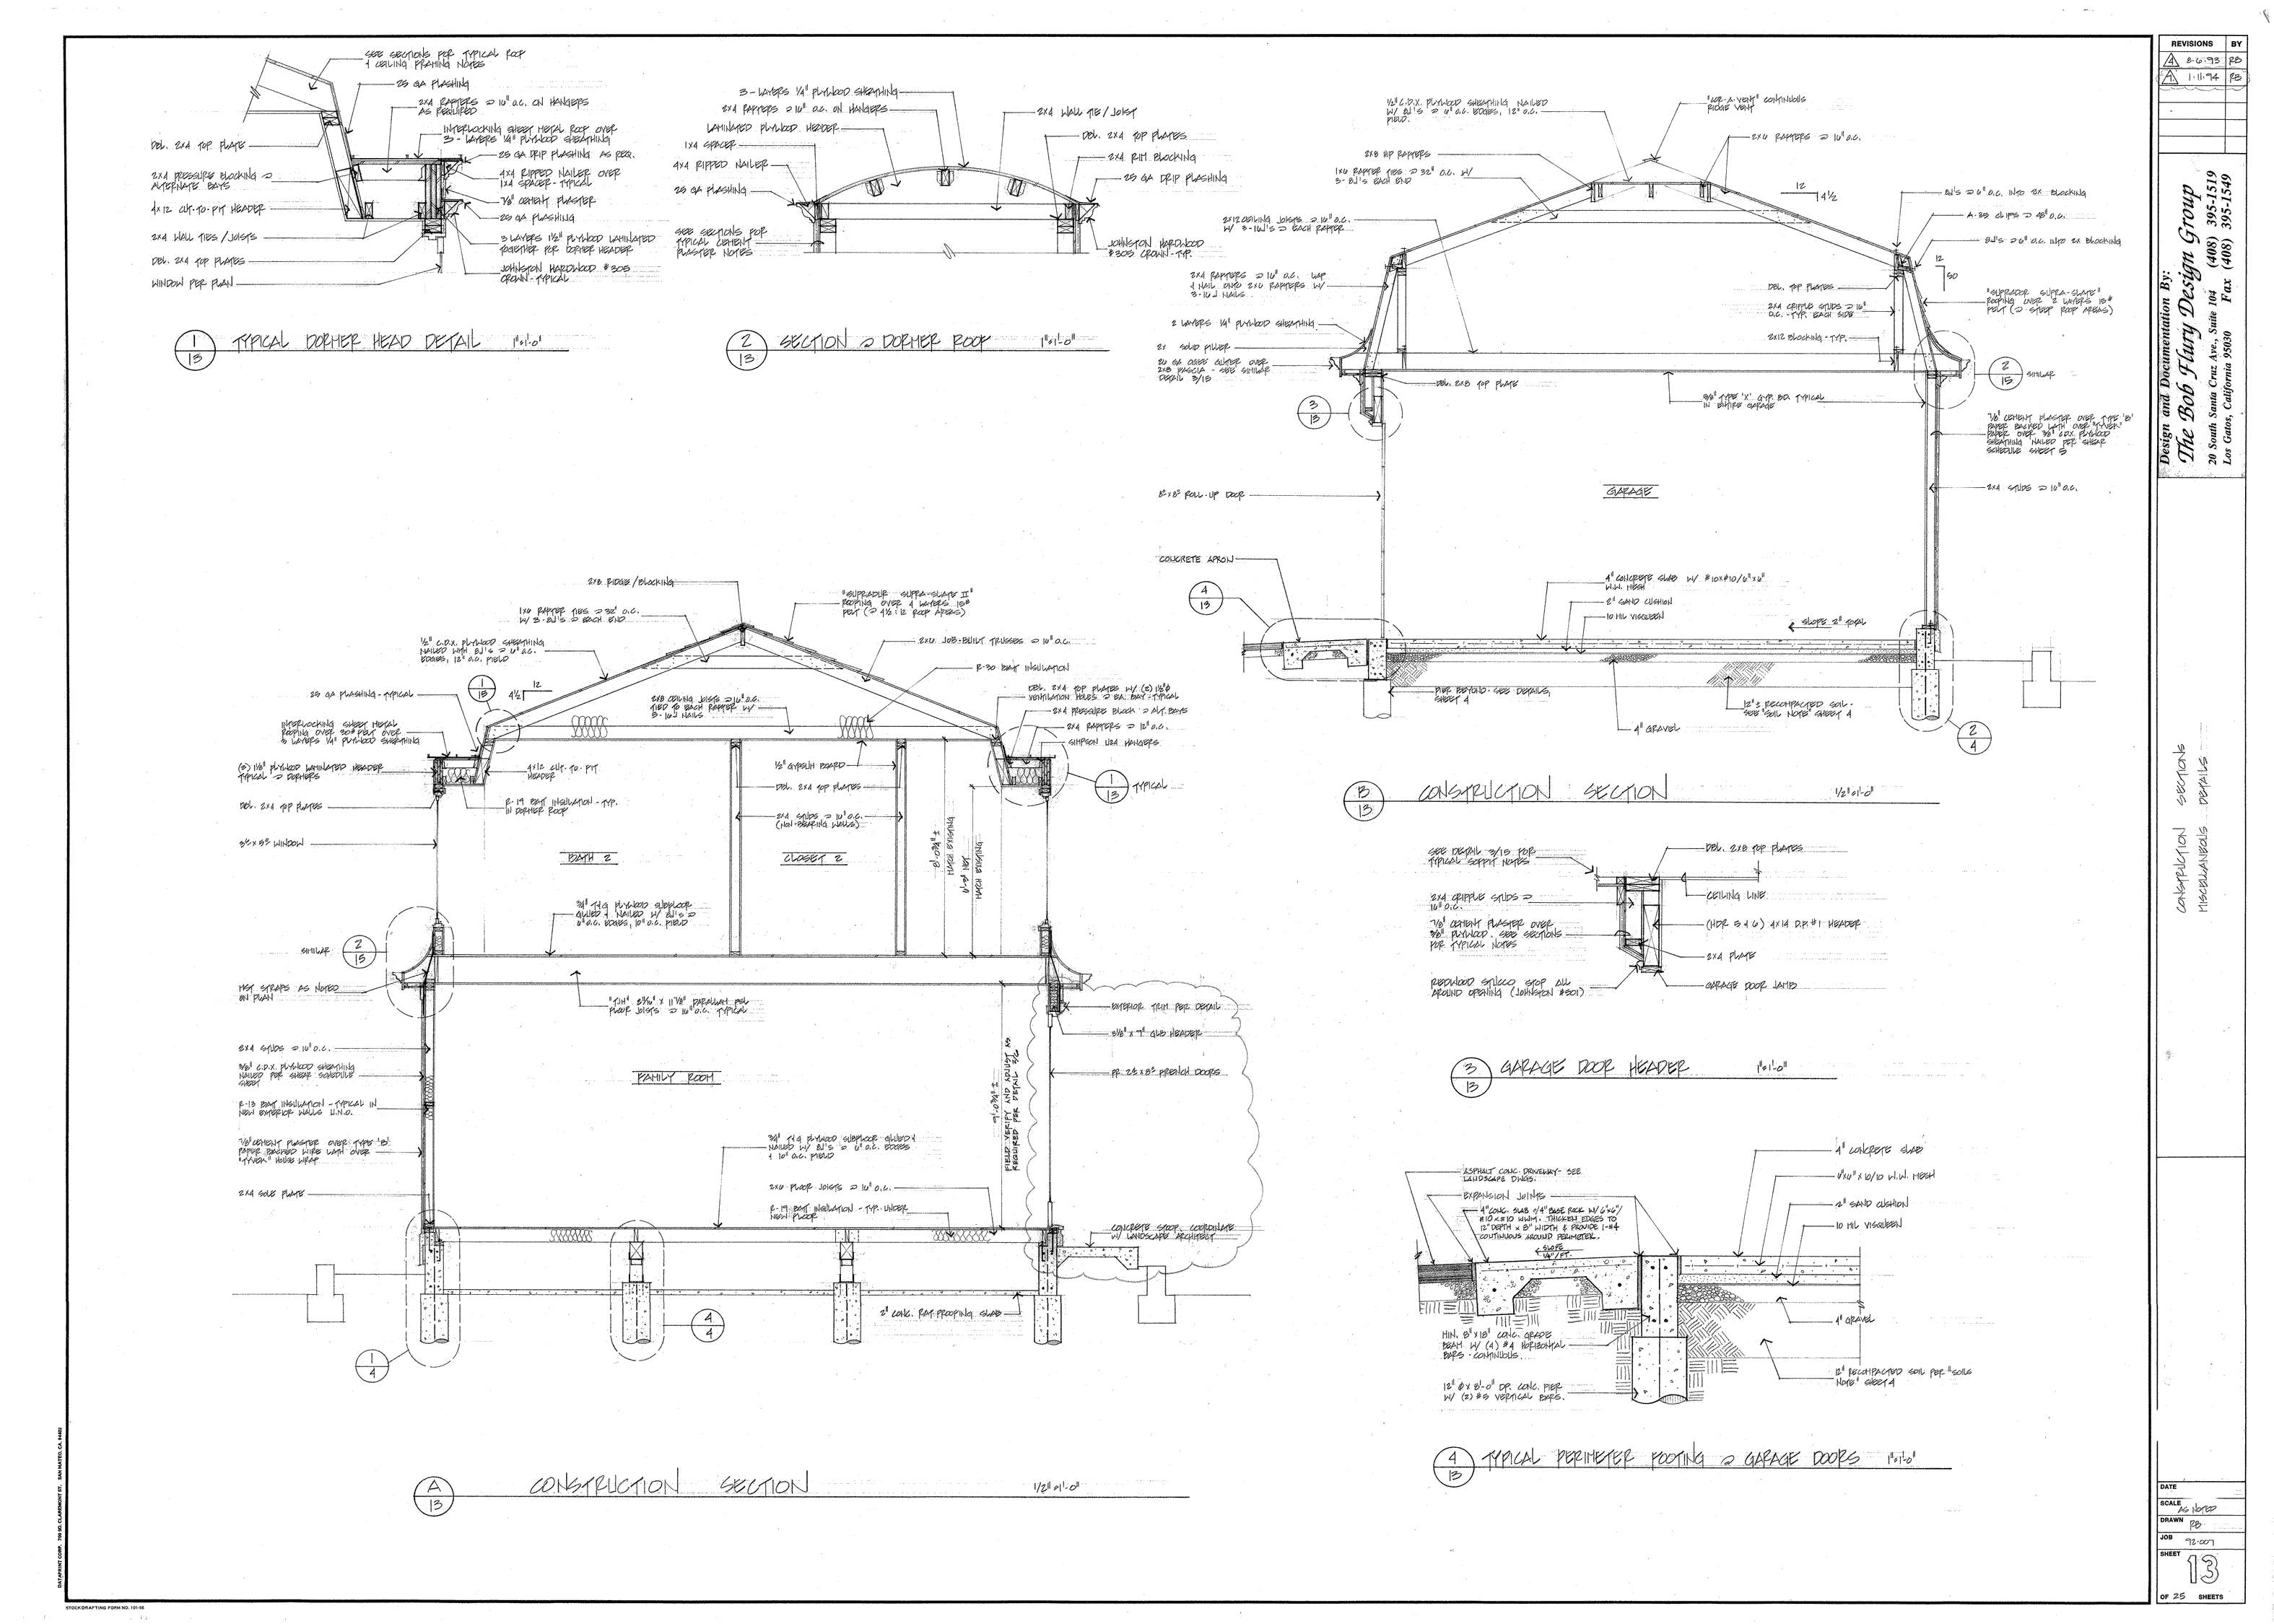 SEE SECTIONS FOR TYPICAL ROOF
& CEILING FRAMING NOTES
25 GA FLASHING
2X4 RAFTERS @ 16" O.C. ON HANGERS
AS REQUIRED
INTERLOCKING SHEET METAL ROOF OVER
3 - LAYERS 1/4" PLYWOOD SHEATHING
25 GA DRIP FLASHING AS REQ.
4X4 RIPPED NAILER OVER
1X4 SPACER - TYPICAL
7/8" CEMENT PLASTER
25 GA FLASHING
3 LAYERS 1 1/2" PLYWOOD LAMINATED
TOGETHER FOR DORMER HEADER
JOHNSTON HARDWOOD #305
CROWN - TYPICAL
DBL. 2X4 TOP PLATE
2X4 PRESSURE BLOCKING @
ALTERNATE BAYS
4X12 CUT-TO-FIT HEADER
2X4 WALL TIES/JOISTS
DBL. 2X4 TOP PLATES
WINDOW PER PLAN
1
13
TYPICAL DORMER HEAD DETAIL 1"=1'-0"
3 - LAYERS 1/4" PLYWOOD SHEATHING
2X4 RAFTERS @ 16" O.C. ON HANGERS
LAMINATED PLYWOOD HEADER
1X4 SPACER
4X4 RIPPED NAILER
25 GA FLASHING
SEE SECTIONS FOR
TYPICAL CEMENT
PLASTER NOTES
2X4 WALL TIE/JOIST
DBL. 2X4 TOP PLATES
2X4 RIM BLOCKING
25 GA DRIP FLASHING
JOHNSTON HARDWOOD
#305 CROWN - TYP.
2
13
SECTION @ DORMER ROOF 1"=1'-0"
1/2" C.D.X. PLYWOOD SHEATHING NAILED
W/ 8d'S @ 6" O.C. EDGES, 12" O.C.
FIELD.
"COR-A-VENT" CONTINUOUS
RIDGE VENT
2X6 RAFTERS @ 16" O.C.
2X8 HIP RAFTERS
1X6 RAFTER TIES @ 32" O.C. W/
3-8d'S EACH END
12
4 1/2
2X12 CEILING JOISTS @ 16" O.C.
W/ 3-16d'S @ EACH RAFTER
8d'S @ 6" O.C. INTO 2X BLOCKING
A-35 CLIPS @ 48" O.C.
8d'S @ 6" O.C. INTO 2X BLOCKING
12
50
2X4 RAFTERS @ 16" O.C. LAP
& NAIL ONTO 2X6 RAFTERS W/
3-16d NAILS
DBL. TOP PLATES
2X4 CRIPPLE STUDS @ 16"
O.C. - TYP. EACH SIDE
2X12 BLOCKING - TYP.
"SUPRADUR SUPRA-SLATE"
ROOFING OVER 2 LAYERS 15#
FELT (@ STEEP ROOF AREAS)
2 LAYERS 1/4" PLYWOOD SHEATHING
2X SOLID FILLER
26 GA OGEE GUTTER OVER
2X8 FASCIA - SEE SIMILAR
DETAIL 3/15
DBL. 2X8 TOP PLATE
3
13
2
15
SIMILAR
5/8" TYPE 'X' GYP. BD. TYPICAL
IN ENTIRE GARAGE
7/8" CEMENT PLASTER OVER TYPE 'B'
PAPER BACKED LATH OVER "TYVEK"
PAPER OVER 3/8" C.D.X. PLYWOOD
SHEATHING NAILED PER SHEAR
SCHEDULE SHEET 5
8⁰ X 8⁰ ROLL-UP DOOR
GARAGE
2X4 STUDS @ 16" O.C.
CONCRETE APRON
4
13
4" CONCRETE SLAB W/ #10X#10/6"X6"
W.W. MESH
2" SAND CUSHION
10 MIL VISQUEEN
SLOPE 2" TOTAL
PIER BEYOND - SEE DETAILS,
SHEET 4
12"± RECOMPACTED SOIL -
SEE "SOIL NOTE" SHEET 4
4" GRAVEL
2
4
B
13
CONSTRUCTION SECTION 1/2"=1'-0"
2X8 RIDGE/BLOCKING
1X6 RAFTER TIES @ 32" O.C.
W/ 3-8d'S @ EACH END
"SUPRADUR SUPRA-SLATE II"
ROOFING OVER 4 LAYERS 15#
FELT (@ 4 1/2:12 ROOF AREAS)
1/2" C.D.X. PLYWOOD SHEATHING
NAILED WITH 8d'S @ 6" O.C.
EDGES, 12" O.C. FIELD
2X6 JOB-BUILT TRUSSES @ 16" O.C.
R-30 BATT INSULATION
25 GA FLASHING - TYPICAL
1
13
12
4 1/2
2X8 CEILING JOISTS @ 16" O.C.
TIED TO EACH RAFTER W/
3-16d NAILS
DBL. 2X4 TOP PLATES W/ (2) 1 1/2"Ø
VENTILATION HOLES @ EA. BAY - TYPICAL
2X4 PRESSURE BLOCK @ ALT. BAYS
2X4 RAFTERS @ 12" O.C.
SIMPSON U24 HANGERS
INTERLOCKING SHEET METAL
ROOFING OVER 30# FELT OVER
3 LAYERS 1/4" PLYWOOD SHEATHING
(3) 1 1/8" PLYWOOD LAMINATED HEADER
TYPICAL @ DORMERS
4X12 CUT-TO-FIT
HEADER
1/2" GYPSUM BOARD
DBL. 2X4 TOP PLATES
1
13
TYPICAL
DBL. 2X4 TOP PLATES
R-19 BATT INSULATION - TYP.
IN DORMER ROOF
2X4 STUDS @ 16" O.C.
(NON-BEARING WALLS)
3⁰ X 5⁰ WINDOW
BATH 2
CLOSET 2
8'-0 3/4" ±
MATCH EXISTING
MATCH EXISTING
3/4" T&G PLYWOOD SUBFLOOR
GLUED & NAILED W/ 8d'S @
6" O.C. EDGES, 10" O.C. FIELD
SIMILAR
2
15
MST STRAPS AS NOTED
ON PLAN
FLOOR JOISTS @ 16" O.C. TYPICAL
EXTERIOR TRIM PER DETAIL
3 1/8" X 9" GLB HEADER
2X4 STUDS @ 16" O.C.
3/8" C.D.X. PLYWOOD SHEATHING
NAILED PER SHEAR SCHEDULE
SHEET
FAMILY ROOM
PR. 2⁶ X 8⁰ FRENCH DOORS
R-13 BATT INSULATION - TYPICAL IN
NEW EXTERIOR WALLS U.N.O.
9'-0 3/4" ±
FIELD VERIFY AND ADJUST AS
REQUIRED PER DETAIL
7/8" CEMENT PLASTER OVER TYPE 'B'
PAPER BACKED WIRE LATH OVER
"TYVEK" HOUSE WRAP
3/4" T&G PLYWOOD SUBFLOOR GLUED &
NAILED W/ 8d'S @ 6" O.C. EDGES
& 10" O.C. FIELD
2X4 SOLE PLATE
2X6 FLOOR JOISTS @ 16" O.C.
R-19 BATT INSULATION - TYP. UNDER
NEW FLOOR
CONCRETE STOOP. COORDINATE
W/ LANDSCAPE ARCHITECT
2" CONC. RAT-PROOFING SLAB
4
4
1
4
A
13
CONSTRUCTION SECTION 1/2"=1'-0"
SEE DETAIL 3/15 FOR
TYPICAL SOFFIT NOTES
DBL. 2X8 TOP PLATES
2X4 CRIPPLE STUDS @
16" O.C.
CEILING LINE
7/8" CEMENT PLASTER OVER
3/8" PLYWOOD. SEE SECTIONS
FOR TYPICAL NOTES
(HDR 5 & 6) 4X14 D.F. #1 HEADER
2X4 PLATE
REDWOOD STUCCO STOP ALL
AROUND OPENING (JOHNSTON #501)
GARAGE DOOR JAMB
3
13
GARAGE DOOR HEADER 1"=1'-0"
ASPHALT CONC. DRIVEWAY - SEE
LANDSCAPE DWGS.
EXPANSION JOINTS
4" CONC. SLAB o/4" BASE ROCK W/ 6"X6"/
#10X#10 WWM. THICKEN EDGES TO
12" DEPTH X 8" WIDTH & PROVIDE 1-#4
CONTINUOUS AROUND PERIMETER.
SLOPE
1/4"/FT.
4" CONCRETE SLAB
6"X6" X 10/10 W.W. MESH
2" SAND CUSHION
10 MIL VISQUEEN
4" GRAVEL
MIN. 8"X18" CONC. GRADE
BEAM W/ (4) #4 HORIZONTAL
BARS - CONTINUOUS.
12" Ø X 8'-0" DP. CONC. PIER
W/ (2) #5 VERTICAL BARS.
12" RECOMPACTED SOIL PER "SOILS
NOTE" SHEET 4
4
13
TYPICAL PERIMETER FOOTING @ GARAGE DOORS 1"=1'-0"
REVISIONS BY
4 8-6-93 RB
1-11-94 RB
Design and Documentation By:
The Bob Flury Design Group
20 South Santa Cruz Ave., Suite 104 (408) 395-1519
Los Gatos, California 95030 Fax (408) 395-1549
CONSTRUCTION SECTIONS
MISCELLANEOUS DETAILS
DATE
SCALE AS NOTED
DRAWN RB
JOB 92-007
SHEET
13
OF 25 SHEETS
DATAPRINT CORP. 700 SO. CLAREMONT ST. SAN MATEO, CA. 94402
STOCK DRAFTING FORM NO. 101-56